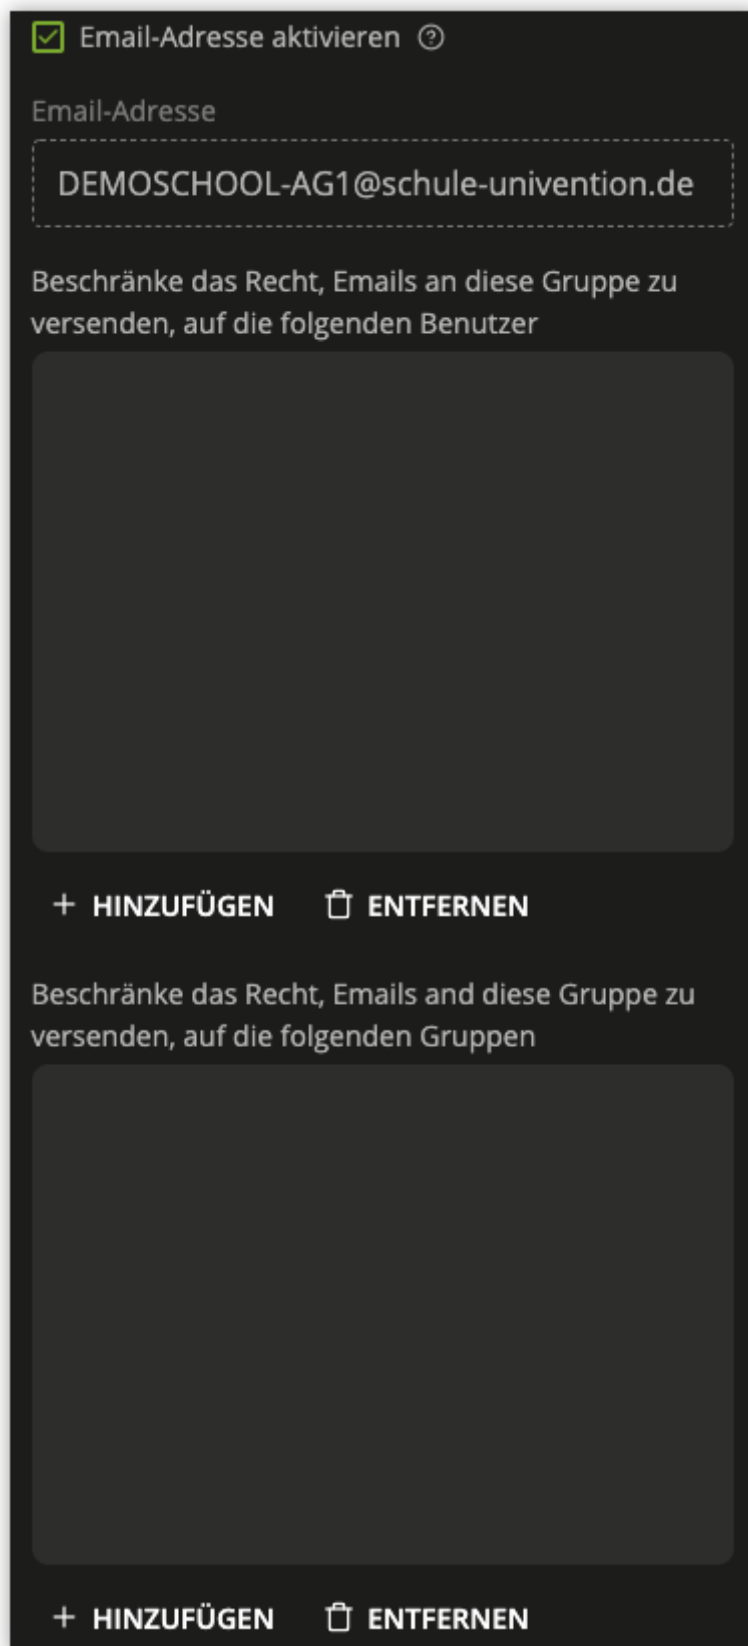 Email-Adresse aktivieren ?
Email-Adresse
DEMOSCHOOL-AG1@schule-univention.de
Beschränke das Recht, Emails an diese Gruppe zu
versenden, auf die folgenden Benutzer
+ HINZUFÜGEN ENTFERNEN
Beschränke das Recht, Emails and diese Gruppe zu
versenden, auf die folgenden Gruppen
+ HINZUFÜGEN ENTFERNEN